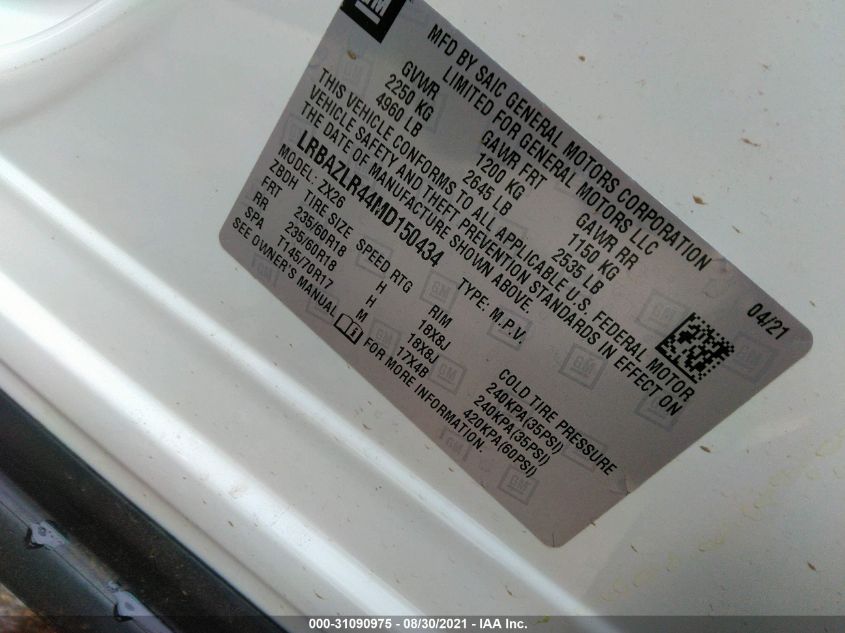 GM
MFD BY SAIC GENERAL MOTORS CORPORATION
LIMITED FOR GENERAL MOTORS LLC
GVWR GAWR FRT GAWR RR
2250 KG 1200 KG 1150 KG
4960 LB 2645 LB 2535 LB
THIS VEHICLE CONFORMS TO ALL APPLICABLE U.S. FEDERAL MOTOR
VEHICLE SAFETY AND THEFT PREVENTION STANDARDS IN EFFECT ON
THE DATE OF MANUFACTURE SHOWN ABOVE.
04/21
LRBAZLR44MD150434 TYPE: M.P.V.
MODEL: ZX26
ZBDH TIRE SIZE SPEED RTG RIM COLD TIRE PRESSURE
FRT 235/60R18 H 18X8J 240KPA(35PSI)
RR 235/60R18 H 18X8J 240KPA(35PSI)
SPA T145/70R17 M 17X4B 420KPA(60PSI)
SEE OWNER'S MANUAL FOR MORE INFORMATION.
000-31090975 - 08/30/2021 - IAA Inc.